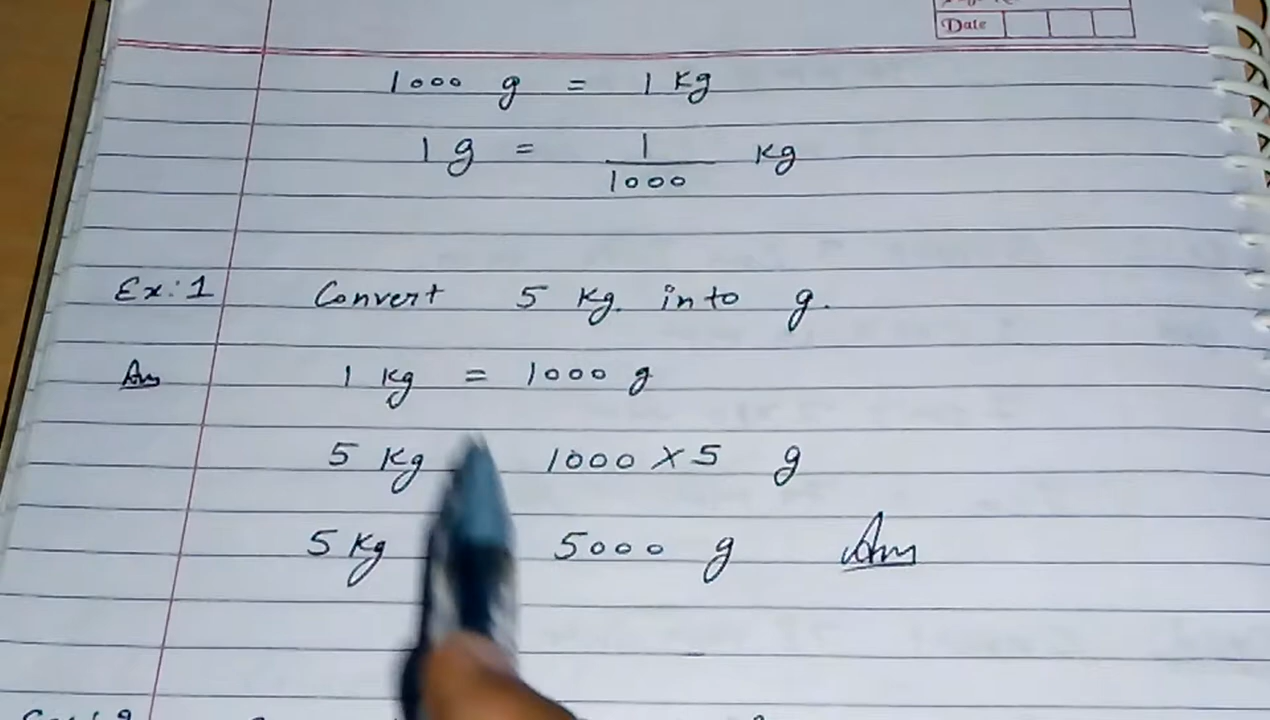 Date
1000 g = 1 Kg
1 g = 1/1000 Kg
Ex:1 Convert 5 Kg. into g.
Ans 1 Kg = 1000 g
5 Kg 1000 X 5 g
5 Kg 5000 g Ans